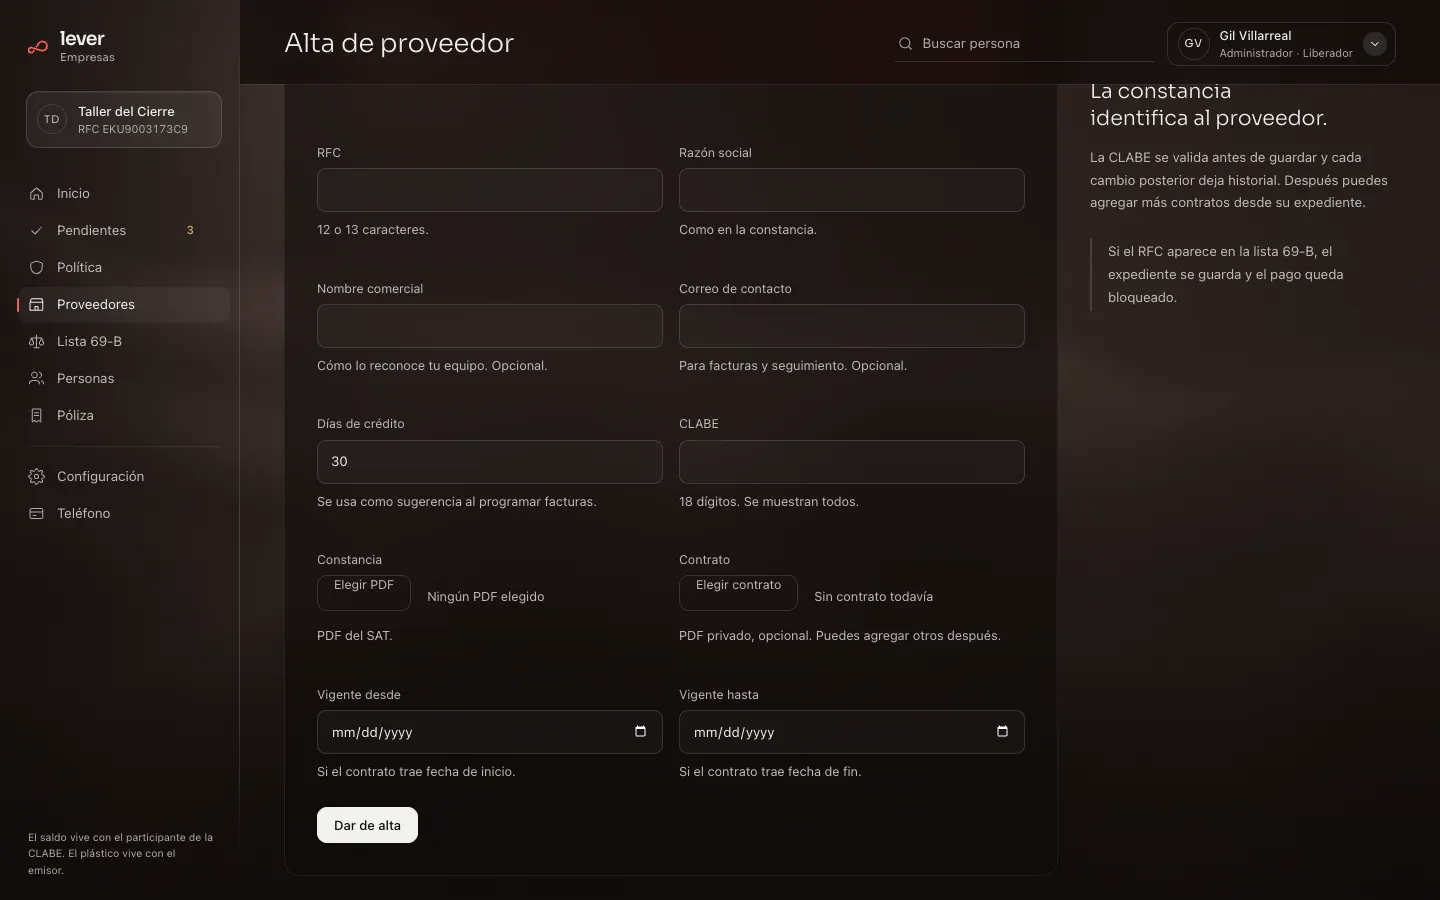 lever
Empresas
TD
Taller del Cierre
RFC EKU9003173C9
Inicio
Pendientes
3
Política
Proveedores
Lista 69-B
Personas
Póliza
Configuración
Teléfono
El saldo vive con el participante de la
CLABE. El plástico vive con el
emisor.
Alta de proveedor
Buscar persona
GV
Gil Villarreal
Administrador · Liberador
RFC
12 o 13 caracteres.
Razón social
Como en la constancia.
Nombre comercial
Cómo lo reconoce tu equipo. Opcional.
Correo de contacto
Para facturas y seguimiento. Opcional.
Días de crédito
30
Se usa como sugerencia al programar facturas.
CLABE
18 dígitos. Se muestran todos.
Constancia
Elegir PDF
Ningún PDF elegido
PDF del SAT.
Contrato
Elegir contrato
Sin contrato todavía
PDF privado, opcional. Puedes agregar otros después.
Vigente desde
mm/dd/yyyy
Si el contrato trae fecha de inicio.
Vigente hasta
mm/dd/yyyy
Si el contrato trae fecha de fin.
Dar de alta
La constancia
identifica al proveedor.
La CLABE se valida antes de guardar y cada
cambio posterior deja historial. Después puedes
agregar más contratos desde su expediente.
Si el RFC aparece en la lista 69-B, el
expediente se guarda y el pago queda
bloqueado.